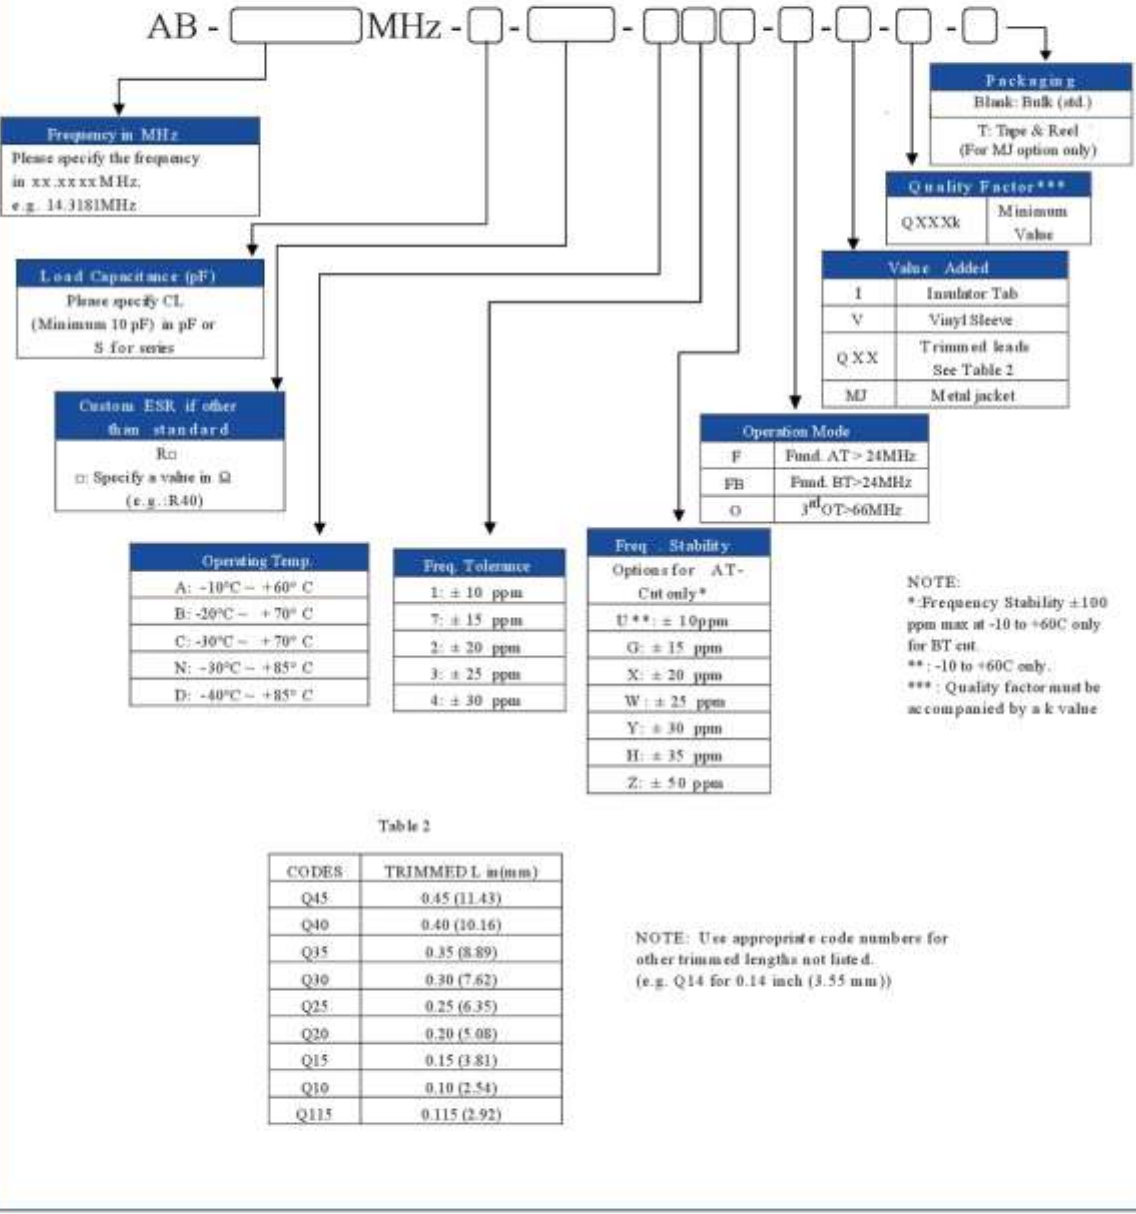 AB - MHz - - - - - - -
Packaging
Blank: Bulk (std.)
T: Tape & Reel
(For MJ option only)
Frequency in MHz
Please specify the frequency
in xx.xxxx MHz.
e.g. 14.3181MHz
Quality Factor***
QXXXk Minimum
Value
Load Capacitance (pF)
Please specify CL
(Minimum 10 pF) in pF or
S for series
Value Added
I Insulator Tab
V Vinyl Sleeve
QXX Trimmed leads
See Table 2
MJ Metal jacket
Custom ESR if other
than standard
R□
□: Specify a value in Ω
(e.g.:R40)
Operation Mode
F Fund. AT > 24MHz
FB Fund. BT>24MHz
O 3rd OT>66MHz
Operating Temp.
A: -10°C ~ +60° C
B: -20°C ~ +70° C
C: -30°C ~ +70° C
N: -30°C ~ +85° C
D: -40°C ~ +85° C
Freq. Tolerance
1: ± 10 ppm
7: ± 15 ppm
2: ± 20 ppm
3: ± 25 ppm
4: ± 30 ppm
Freq. Stability
Options for AT-
Cut only*
U**: ± 10ppm
G: ± 15 ppm
X: ± 20 ppm
W: ± 25 ppm
Y: ± 30 ppm
H: ± 35 ppm
Z: ± 50 ppm
NOTE:
*:Frequency Stability ±100
ppm max at -10 to +60C only
for BT cut.
**: -10 to +60C only.
***: Quality factor must be
accompanied by a k value
Table 2
CODES TRIMMED L in(mm)
Q45 0.45 (11.43)
Q40 0.40 (10.16)
Q35 0.35 (8.89)
Q30 0.30 (7.62)
Q25 0.25 (6.35)
Q20 0.20 (5.08)
Q15 0.15 (3.81)
Q10 0.10 (2.54)
Q115 0.115 (2.92)
NOTE: Use appropriate code numbers for
other trimmed lengths not listed.
(e.g. Q14 for 0.14 inch (3.55 mm))